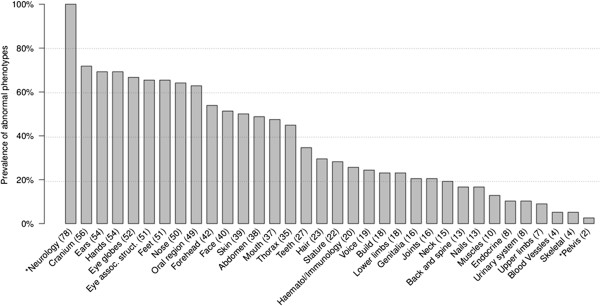 Prevalence of abnormal phenotypes
100%
80%
60%
40%
20%
0%
*Neurology (78)
Cranium (56)
Ears (54)
Hands (54)
Eye globes (52)
Eye assoc. struct. (51)
Feet (51)
Nose (50)
Oral region (49)
Forehead (42)
Face (40)
Skin (39)
Abdomen (38)
Mouth (37)
Thorax (35)
Teeth (27)
Hair (23)
Stature (22)
Haematol/Immunology (20)
Voice (19)
Build (18)
Lower limbs (18)
Genitalia (16)
Joints (16)
Neck (15)
Back and spine (13)
Nails (13)
Muscles (10)
Endocrine (8)
Urinary system (8)
Upper limbs (7)
Blood Vessels (4)
Skeletal (4)
*Pelvis (2)